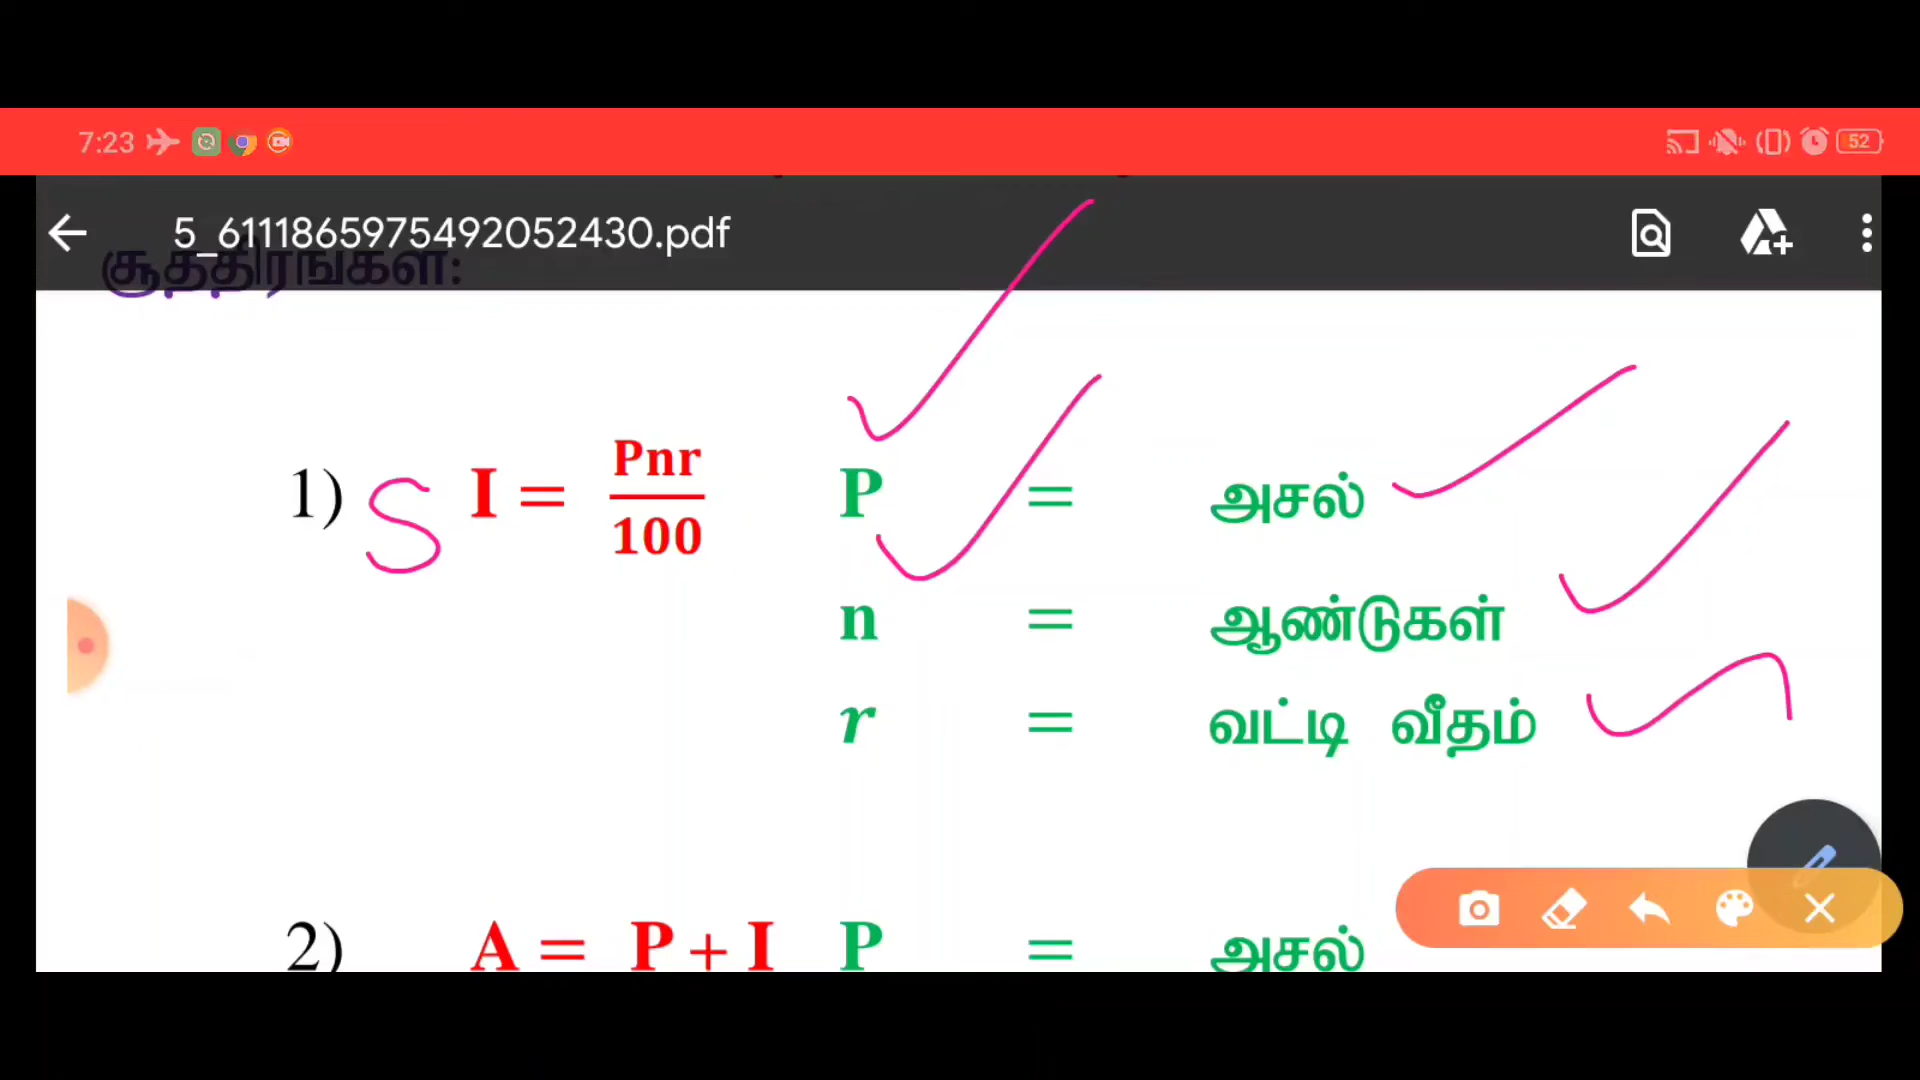 7:23 52
5_6111865975492052430.pdf
சூத்திரங்கள்:
1) S I = Pnr/100 P = அசல்
n = ஆண்டுகள்
r = வட்டி வீதம்
2) A = P + I P = அசல்